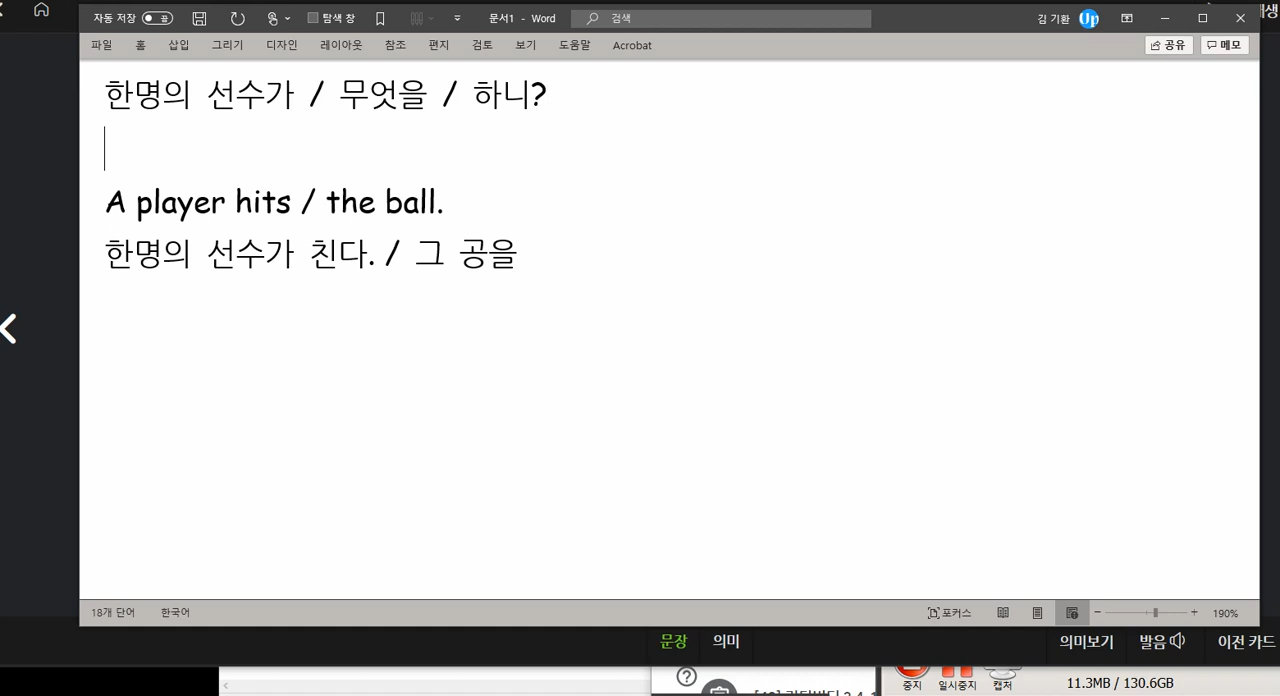 자동 저장 끔 탐색 창 문서1 - Word 검색 김 기환 Up
파일 홈 삽입 그리기 디자인 레이아웃 참조 편지 검토 보기 도움말 Acrobat 공유 메모
한명의 선수가 / 무엇을 / 하니?
A player hits / the ball.
한명의 선수가 친다. / 그 공을
18개 단어 한국어 포커스 190%
문장 의미 의미보기 발음 이전 카드
중지 일시중지 캡처 11.3MB / 130.6GB